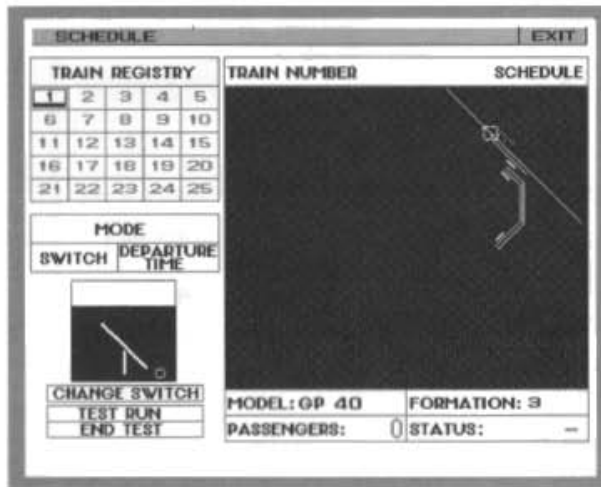 SCHEDULE EXIT
TRAIN REGISTRY
1 2 3 4 5
6 7 8 9 10
11 12 13 14 15
16 17 18 19 20
21 22 23 24 25
MODE
SWITCH DEPARTURE TIME
CHANGE SWITCH
TEST RUN
END TEST
TRAIN NUMBER SCHEDULE
MODEL: GP 40 FORMATION: 3
PASSENGERS: 0 STATUS: -